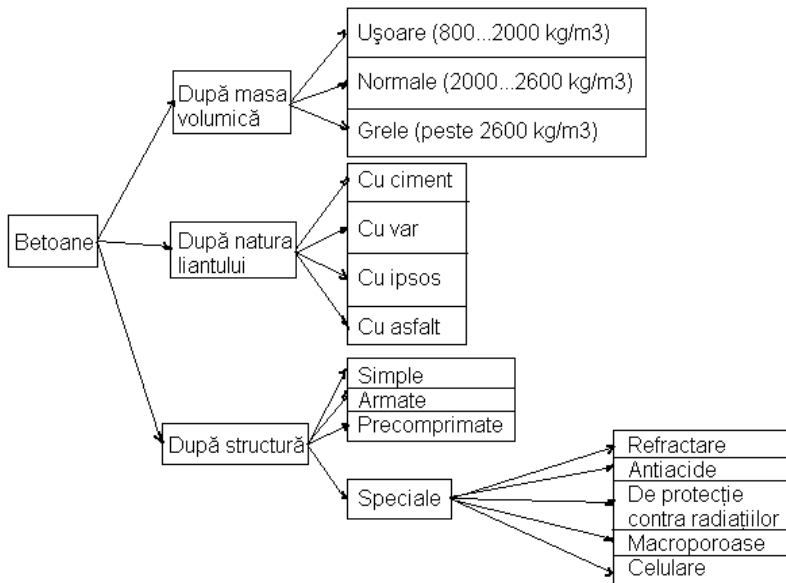 Betoane
După masa
volumică
Uşoare (800...2000 kg/m3)
Normale (2000...2600 kg/m3)
Grele (peste 2600 kg/m3)
După natura
liantului
Cu ciment
Cu var
Cu ipsos
Cu asfalt
După structură
Simple
Armate
Precomprimate
Speciale
Refractare
Antiacide
De protecție
contra radiațiilor
Macroporoase
Celulare